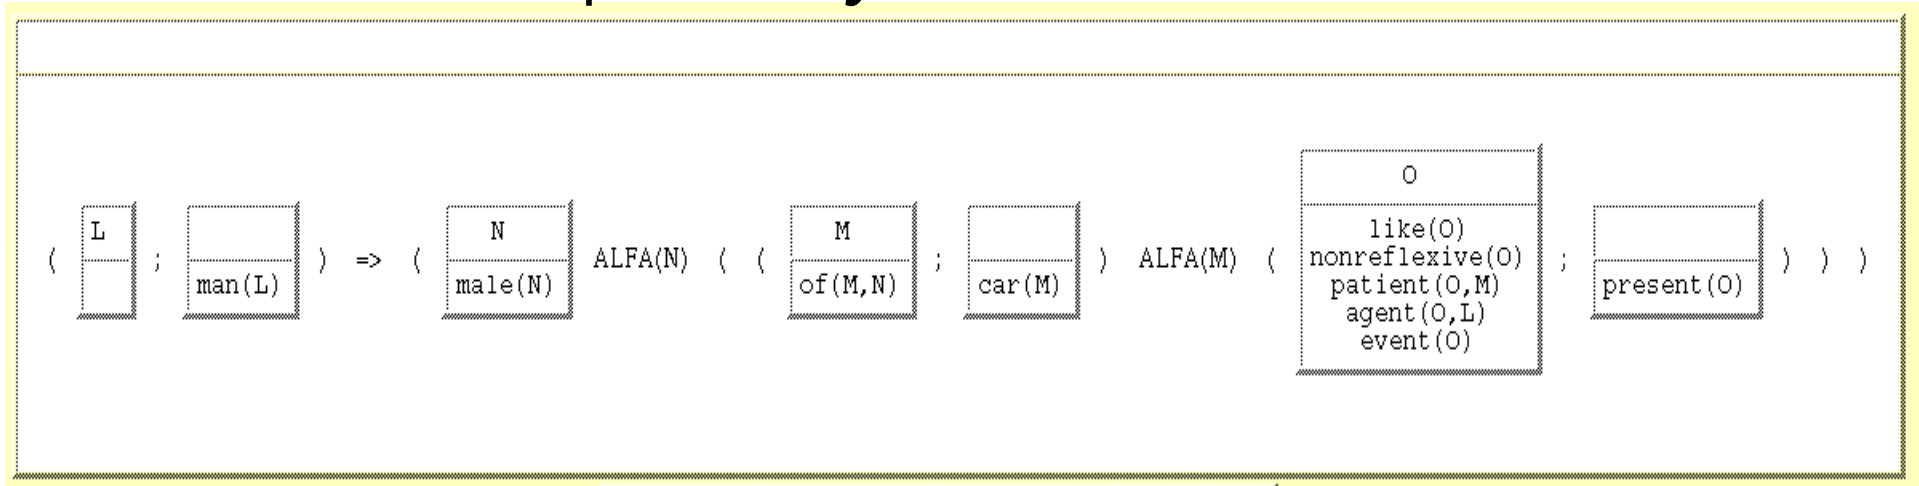 L
N
M
O
like(O)
( ; man(L) ) => ( male(N) ALFA(N) ( ( of(M,N) ; car(M) ) ALFA(M) ( nonreflexive(O) ; present(O) ) ) )
patient(O,M)
agent(O,L)
event(O)